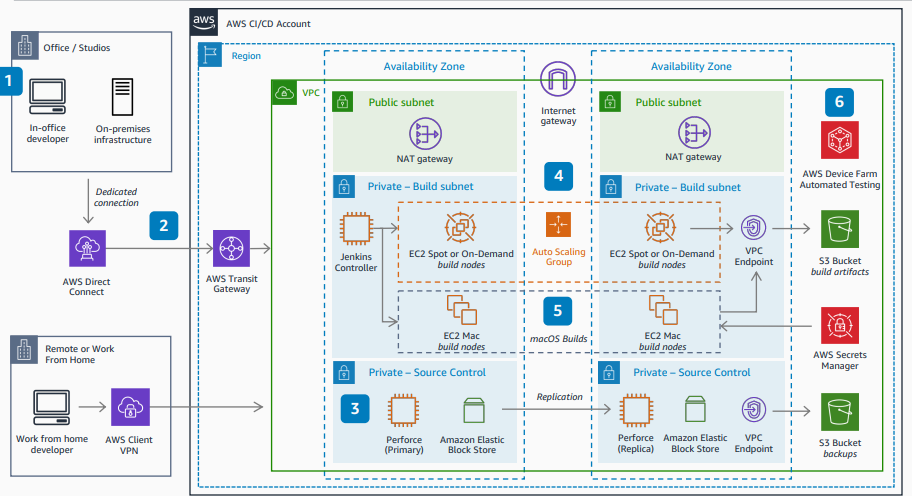 aws
AWS CI/CD Account
Office / Studios
1
In-office
developer
On-premises
infrastructure
Dedicated
connection
2
AWS Direct
Connect
AWS Transit
Gateway
Remote or Work
From Home
Work from home
developer
AWS Client
VPN
Region
Availability Zone
Availability Zone
VPC
Internet
gateway
Public subnet
NAT gateway
Public subnet
NAT gateway
6
AWS Device Farm
Automated Testing
Private – Build subnet
4
Private – Build subnet
Jenkins
Controller
EC2 Spot or On-Demand
build nodes
Auto Scaling
Group
EC2 Spot or On-Demand
build nodes
VPC
Endpoint
S3 Bucket
build artifacts
EC2 Mac
build nodes
5
macOS Builds
EC2 Mac
build nodes
AWS Secrets
Manager
Private – Source Control
3
Perforce
(Primary)
Amazon Elastic
Block Store
Replication
Private – Source Control
Perforce
(Replica)
Amazon Elastic
Block Store
VPC
Endpoint
S3 Bucket
backups